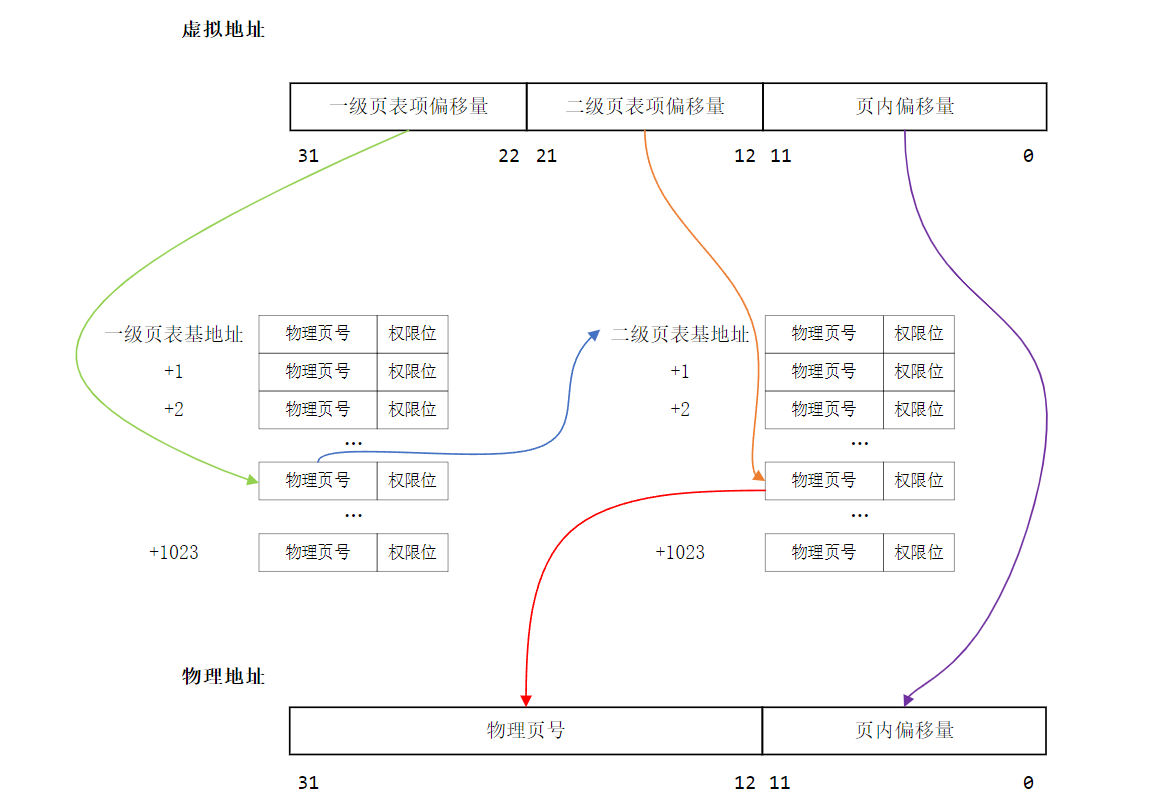 虚拟地址
一级页表项偏移量 二级页表项偏移量 页内偏移量
31 22 21 12 11 0
一级页表基地址 物理页号 权限位 二级页表基地址 物理页号 权限位
+1 物理页号 权限位 +1 物理页号 权限位
+2 物理页号 权限位 +2 物理页号 权限位
... ...
物理页号 权限位 物理页号 权限位
... ...
+1023 物理页号 权限位 +1023 物理页号 权限位
物理地址
物理页号 页内偏移量
31 12 11 0